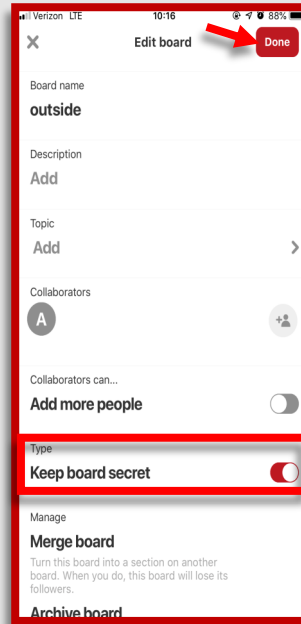 Verizon LTE 10:16 88%
Edit board Done
Board name
outside
Description
Add
Topic
Add
Collaborators
A
Collaborators can...
Add more people
Type
Keep board secret
Manage
Merge board
Turn this board into a section on another
board. When you do, this board will lose its
followers.
Archive board